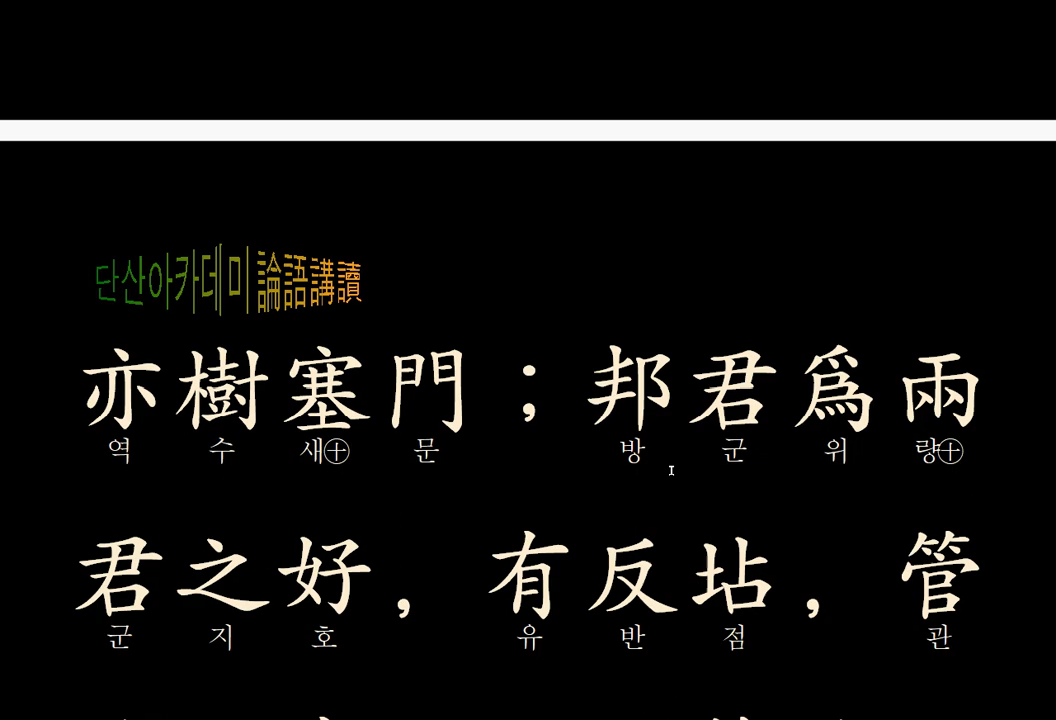 단산아카데미 論語講讀
亦樹塞門；邦君爲兩
역 수 새㊉ 문 방 군 위 량㊉
君之好，有反坫，管
군 지 호 유 반 점 관